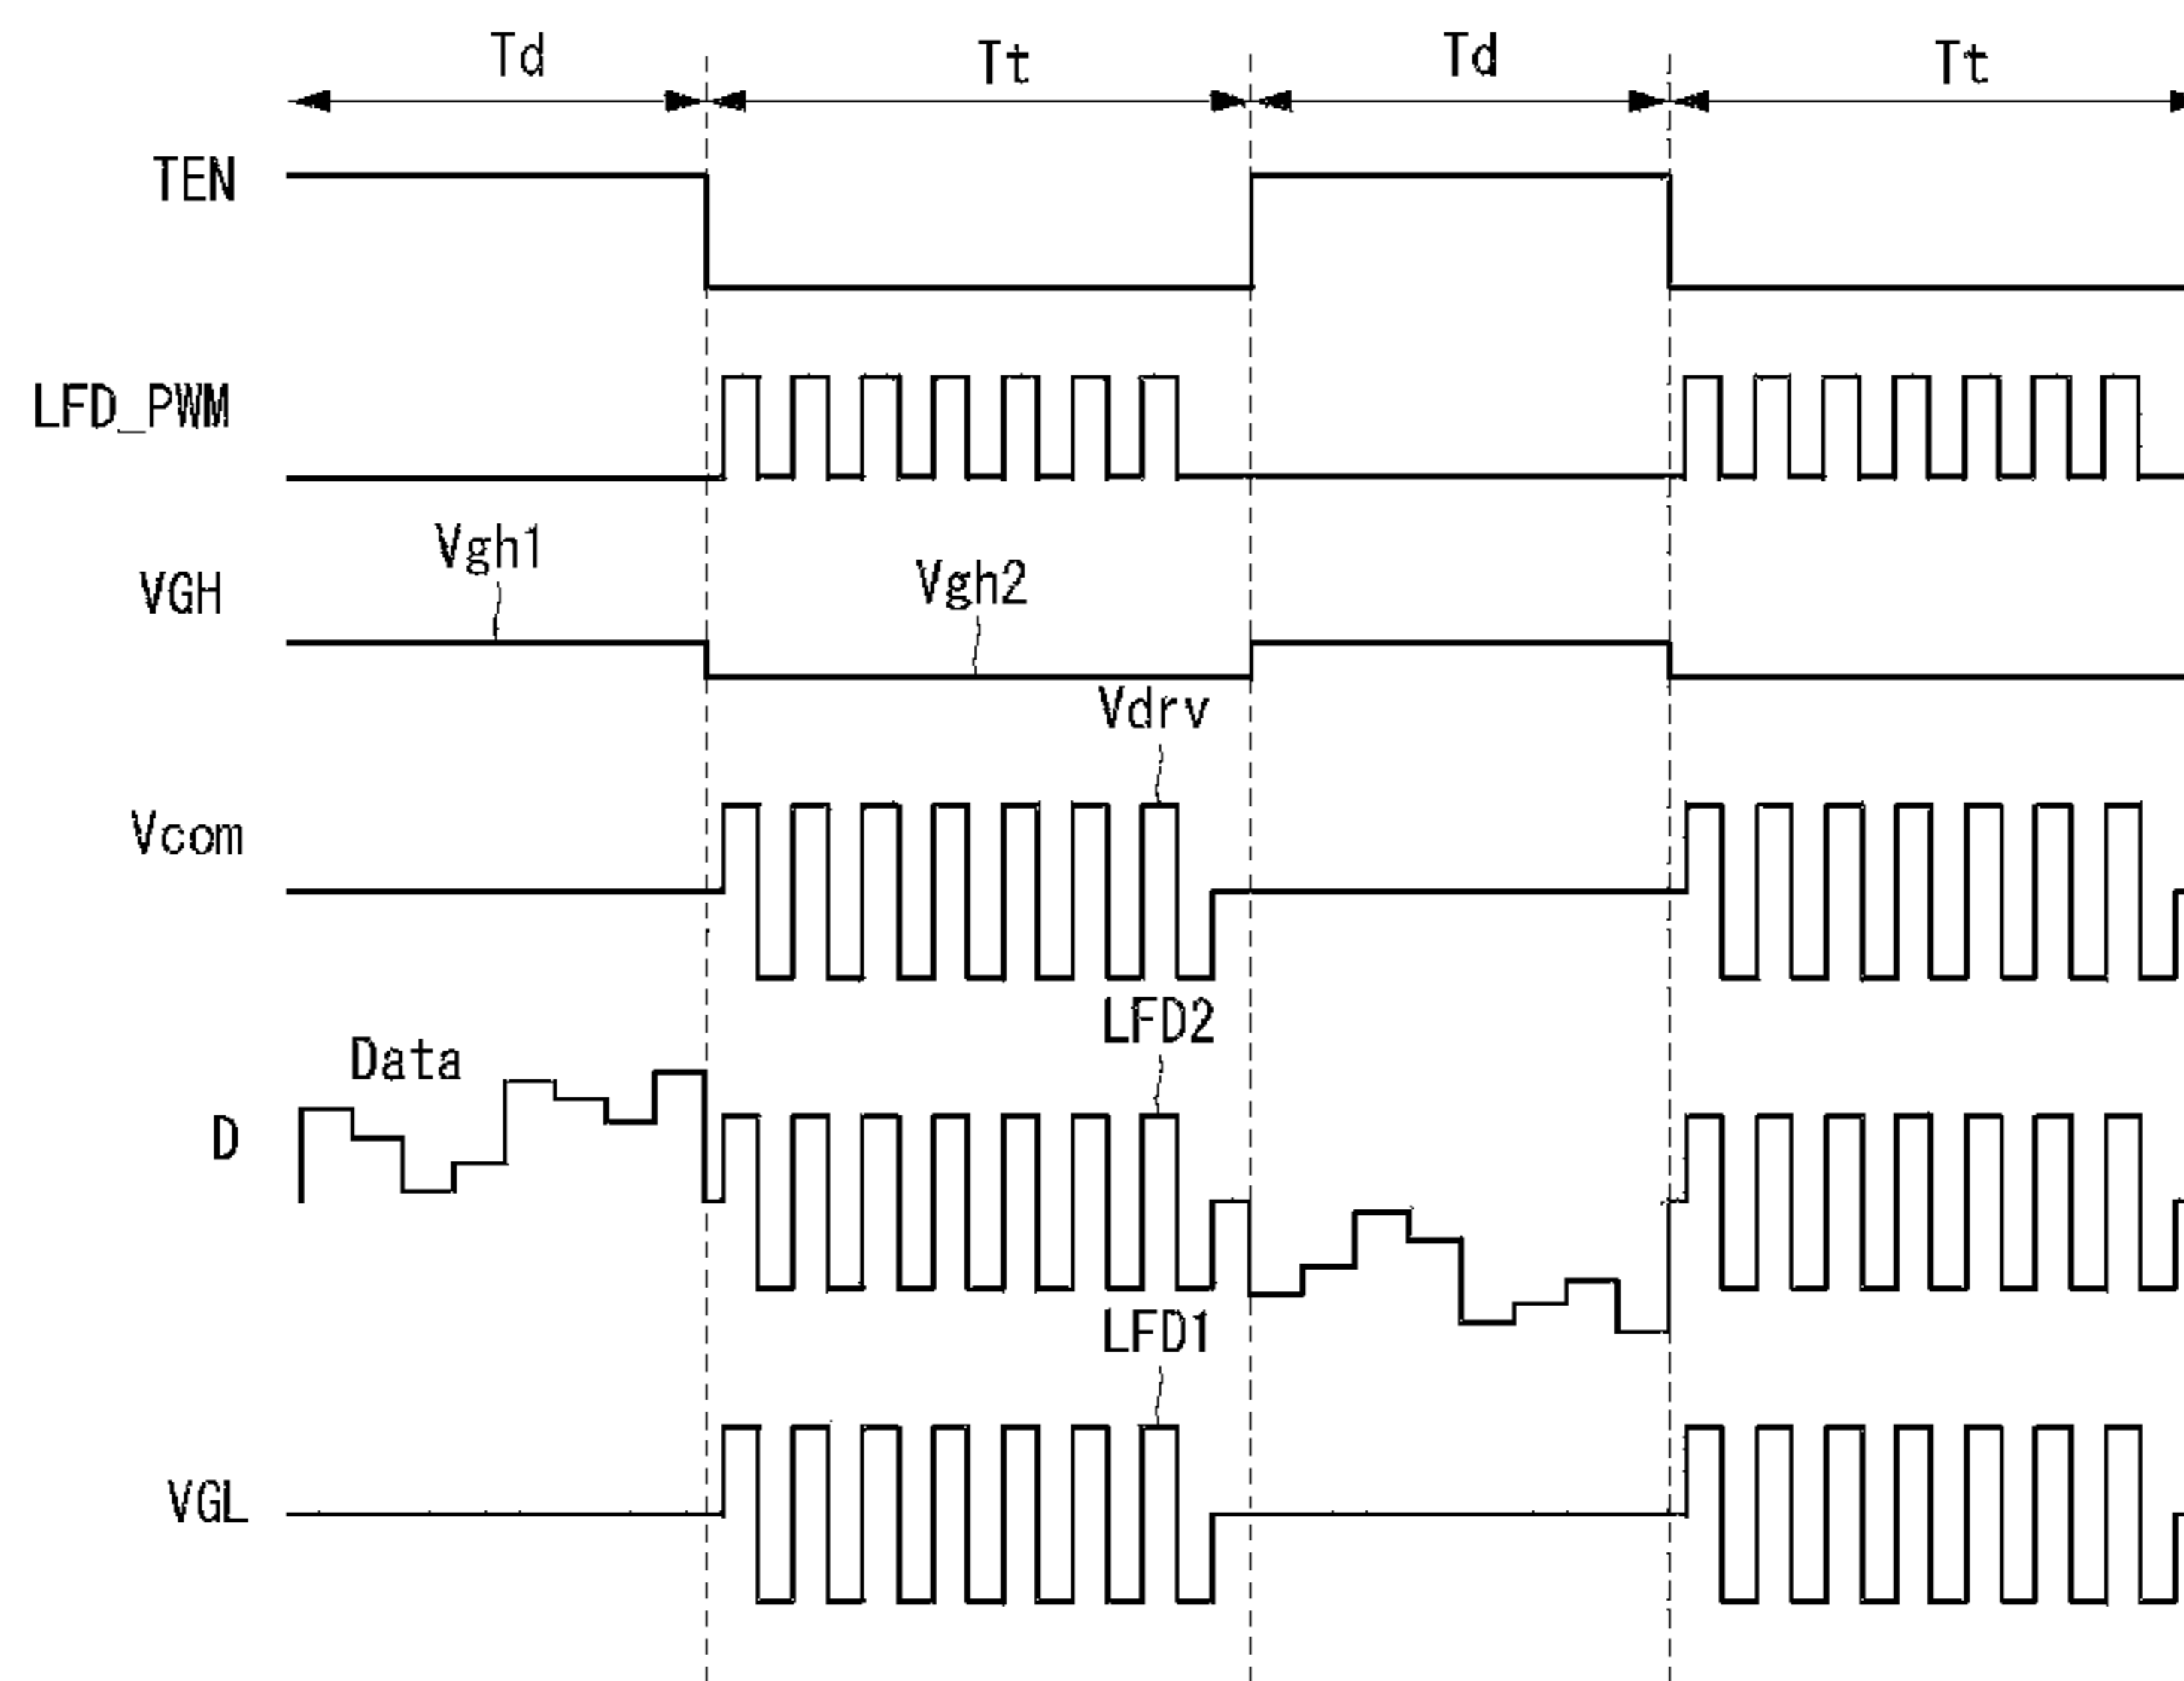 Td Tt Td Tt
TEN
LFD_PWM
Vgh1
VGH
Vgh2
Vdrv
Vcom
LFD2
Data
D
LFD1
VGL